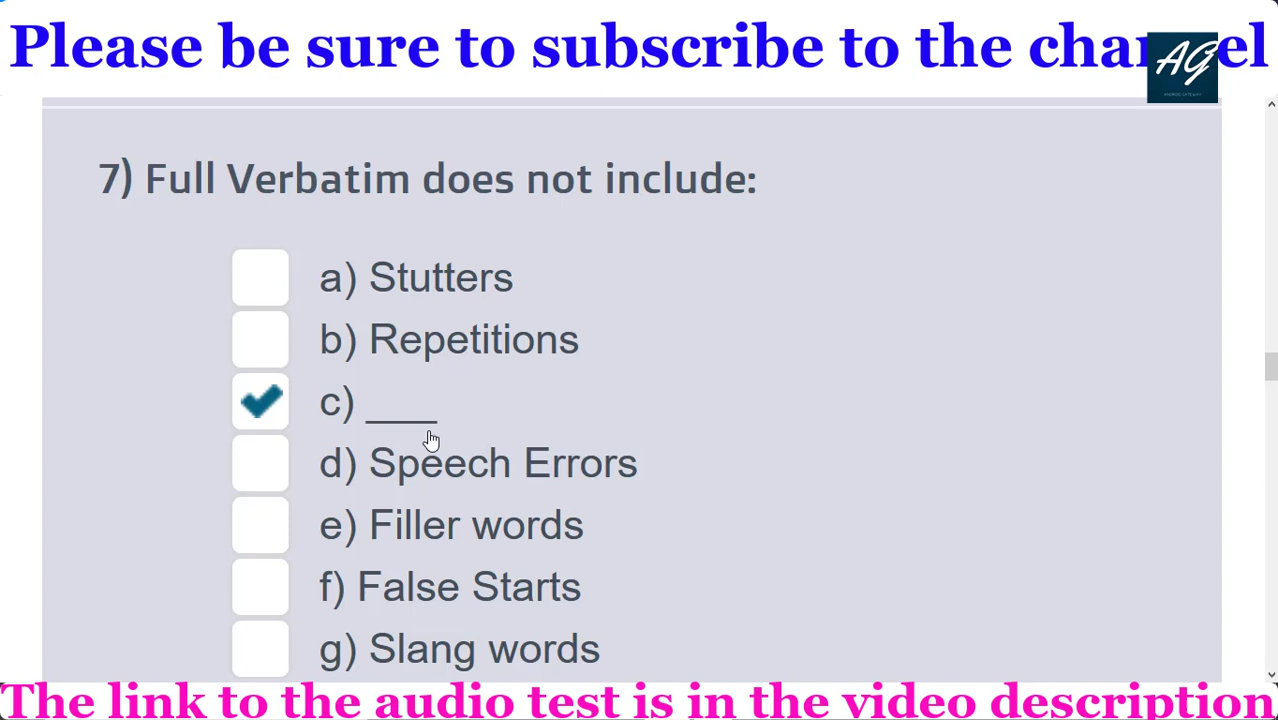 Please be sure to subscribe to the el
AG
7) Full Verbatim does not include:
a) Stutters
b) Repetitions
c) ____
d) Speech Errors
e) Filler words
f) False Starts
g) Slang words
The link to the audio test is in the video description